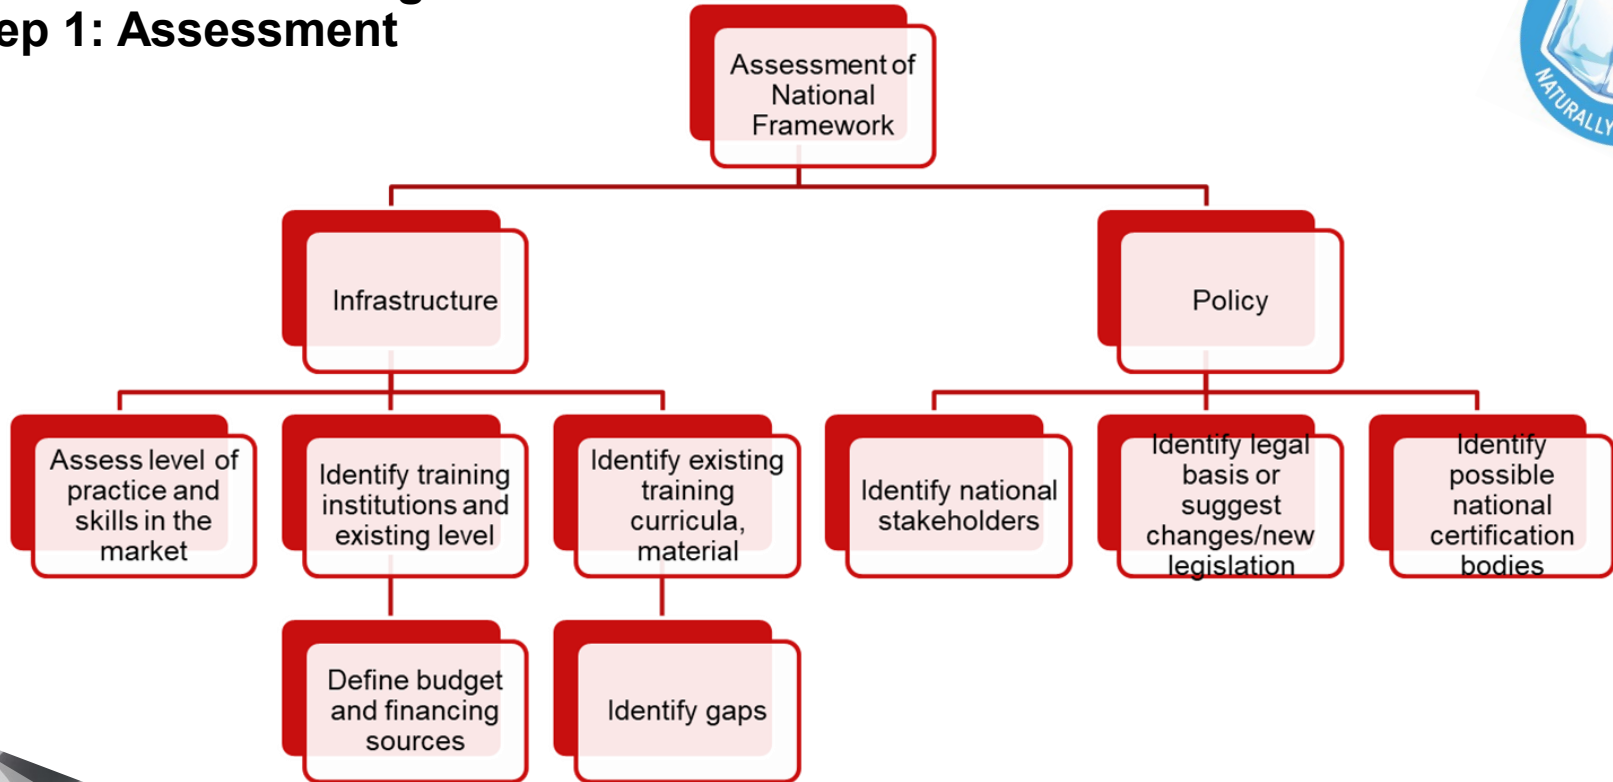 ep 1: Assessment
Assessment of
National
Framework
NATURALLY
Infrastructure
Policy
Assess level of
practice and
skills in the
market
Identify training
institutions and
existing level
Identify existing
training
curricula,
material
Identify national
stakeholders
Identify legal
basis or
suggest
changes/new
legislation
Identify
possible
national
certification
bodies
Define budget
and financing
sources
Identify gaps